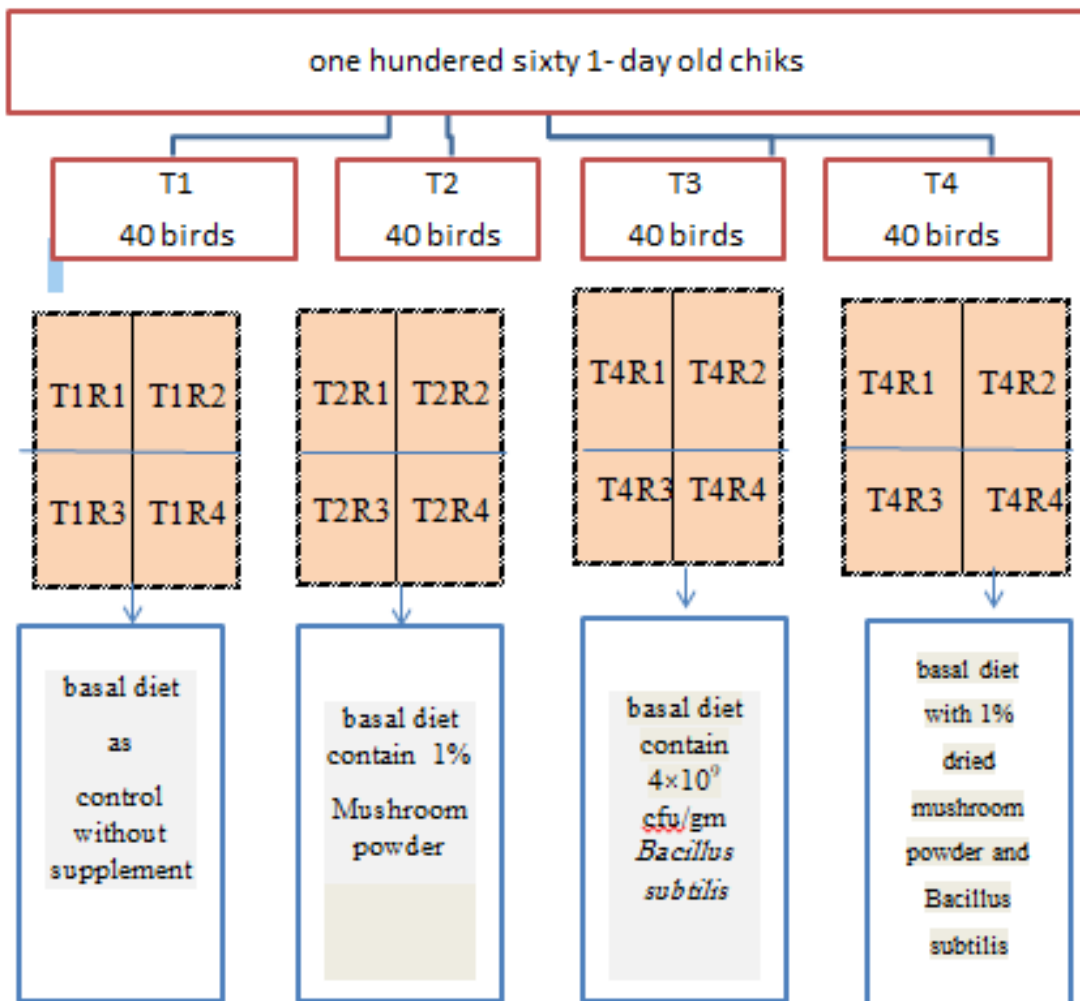 one hundred sixty 1- day old chiks
T1
40 birds
T2
40 birds
T3
40 birds
T4
40 birds
T1R1 T1R2
T1R3 T1R4
T2R1 T2R2
T2R3 T2R4
T4R1 T4R2
T4R3 T4R4
T4R1 T4R2
T4R3 T4R4
basal diet
as
control
without
supplement
basal diet
contain 1%
Mushroom
powder
basal diet
contain
4×10⁹
cfu/gm
Bacillus
subtilis
basal diet
with 1%
dried
mushroom
powder and
Bacillus
subtilis